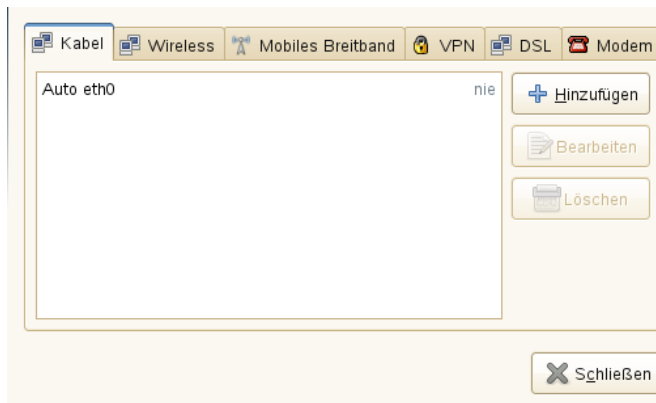 Kabel Wireless Mobiles Breitband VPN DSL Modem
Auto eth0 nie
Hinzufügen
Bearbeiten
Löschen
Schließen